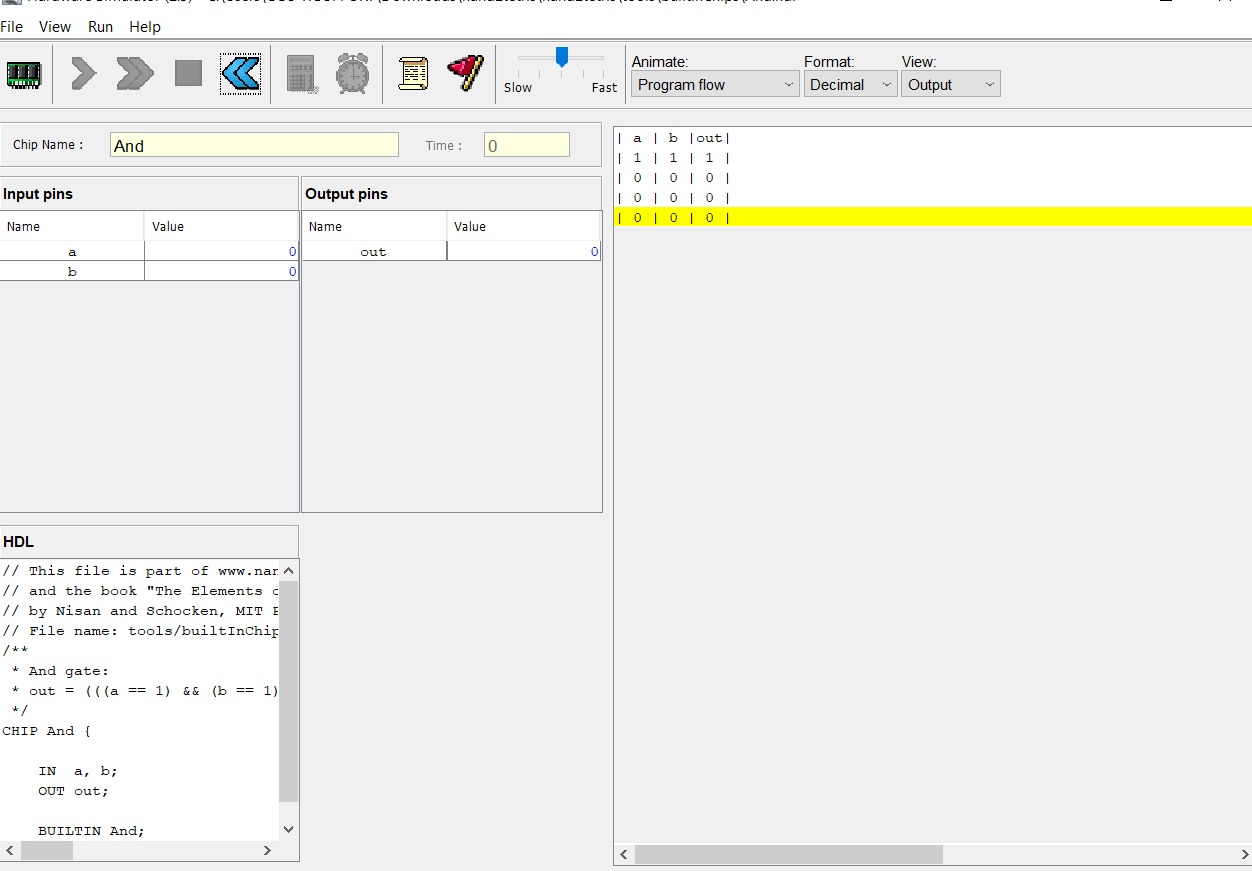 File View Run Help
Slow Fast
Animate: Format: View:
Program flow Decimal Output
Chip Name : And Time : 0
Input pins
Name Value
a 0
b 0
Output pins
Name Value
out 0
| a | b |out|
| 1 | 1 | 1 |
| 0 | 0 | 0 |
| 0 | 0 | 0 |
| 0 | 0 | 0 |
HDL
// This file is part of www.nan
// and the book "The Elements o
// by Nisan and Schocken, MIT P
// File name: tools/builtInChip
/**
* And gate:
* out = (((a == 1) && (b == 1)
*/
CHIP And {
IN a, b;
OUT out;
BUILTIN And;